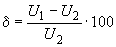 δ = (U₁ − U₂) / U₂ · 100